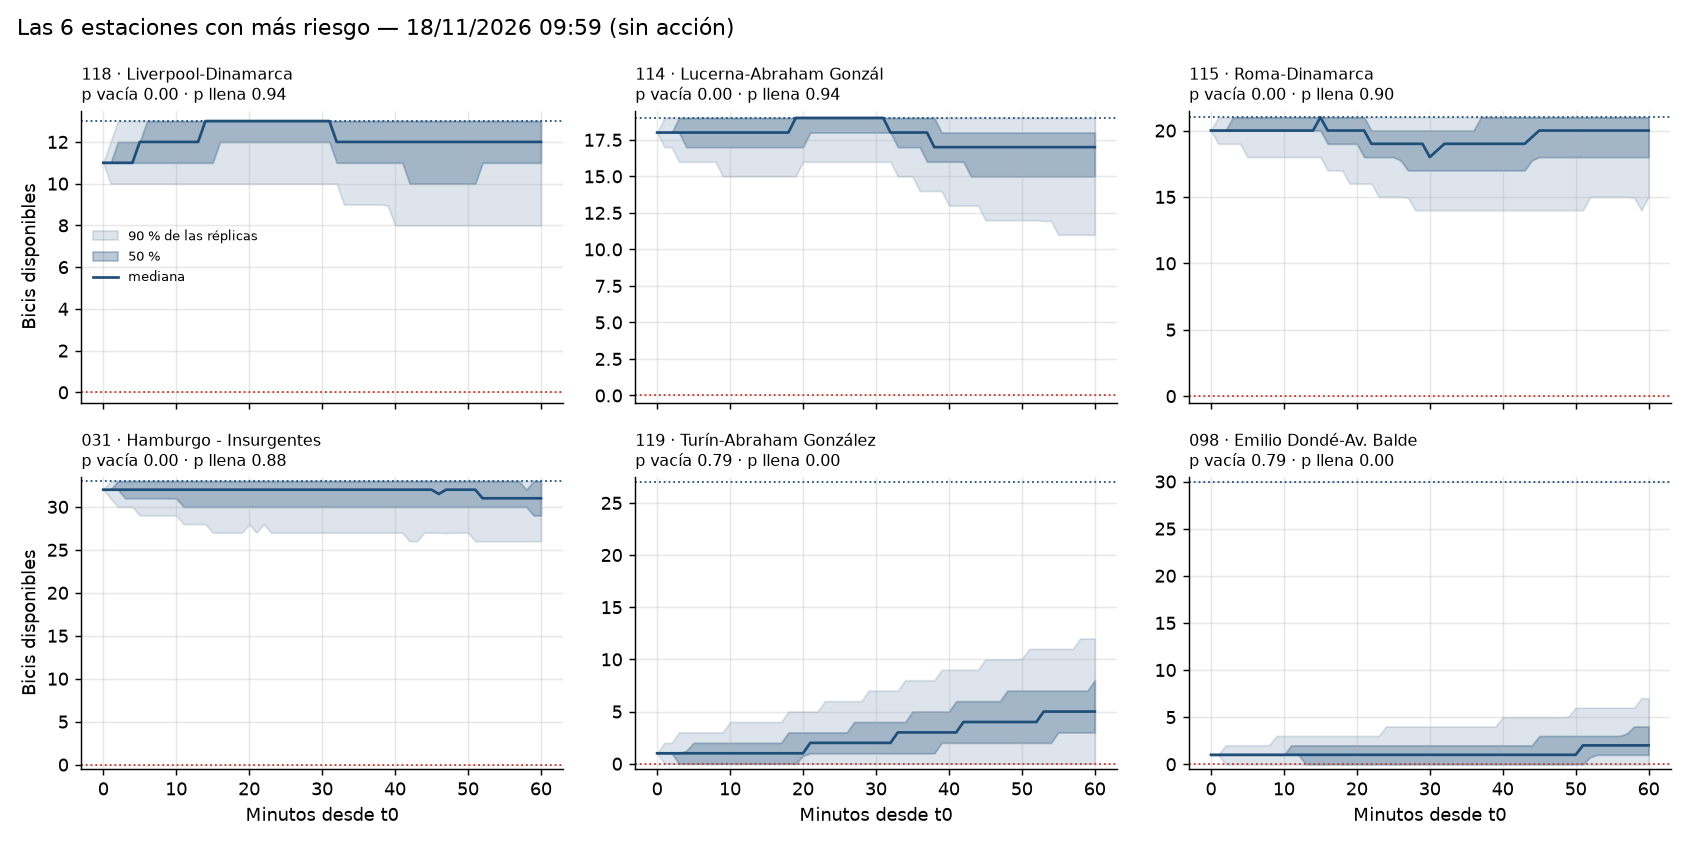 Las 6 estaciones con más riesgo — 18/11/2026 09:59 (sin acción)
118 · Liverpool-Dinamarca
p vacía 0.00 · p llena 0.94
114 · Lucerna-Abraham Gonzál
p vacía 0.00 · p llena 0.94
115 · Roma-Dinamarca
p vacía 0.00 · p llena 0.90
Bicis disponibles
12
10
8
6
4
2
0
90 % de las réplicas
50 %
mediana
17.5
15.0
12.5
10.0
7.5
5.0
2.5
0.0
20
15
10
5
0
031 · Hamburgo - Insurgentes
p vacía 0.00 · p llena 0.88
119 · Turín-Abraham González
p vacía 0.79 · p llena 0.00
098 · Emilio Dondé-Av. Balde
p vacía 0.79 · p llena 0.00
Bicis disponibles
30
25
20
15
10
5
0
0 10 20 30 40 50 60
Minutos desde t0
25
20
15
10
5
0
0 10 20 30 40 50 60
Minutos desde t0
30
25
20
15
10
5
0
0 10 20 30 40 50 60
Minutos desde t0